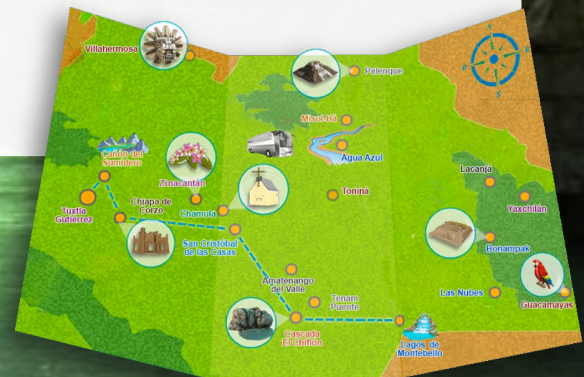 Villahermosa
Palenque
Misol-Há
Agua Azul
Cañón del
Sumidero
Zinacantán
Lacanja
Tuxtla
Gutiérrez
Chiapa de
Corzo
Chamula
Toniná
Yaxchilán
San Cristóbal
de las Casas
Bonampak
Amatenango
del Valle
Tenam
Puente
Las Nubes
Guacamayas
Cascada
El Chiflón
Lagos de
Montebello